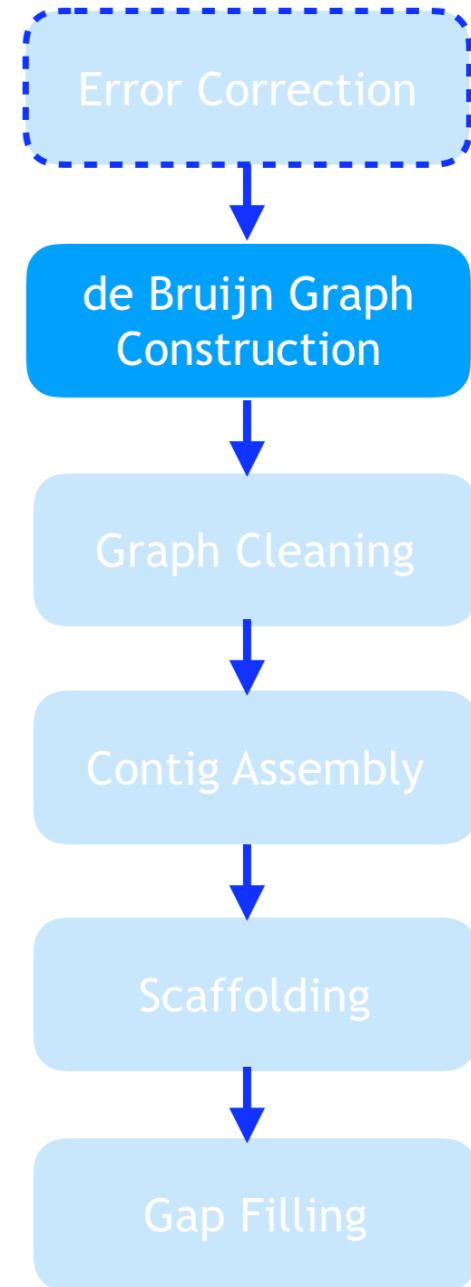 Error Correction
de Bruijn Graph
Construction
Graph Cleaning
Contig Assembly
Scaffolding
Gap Filling